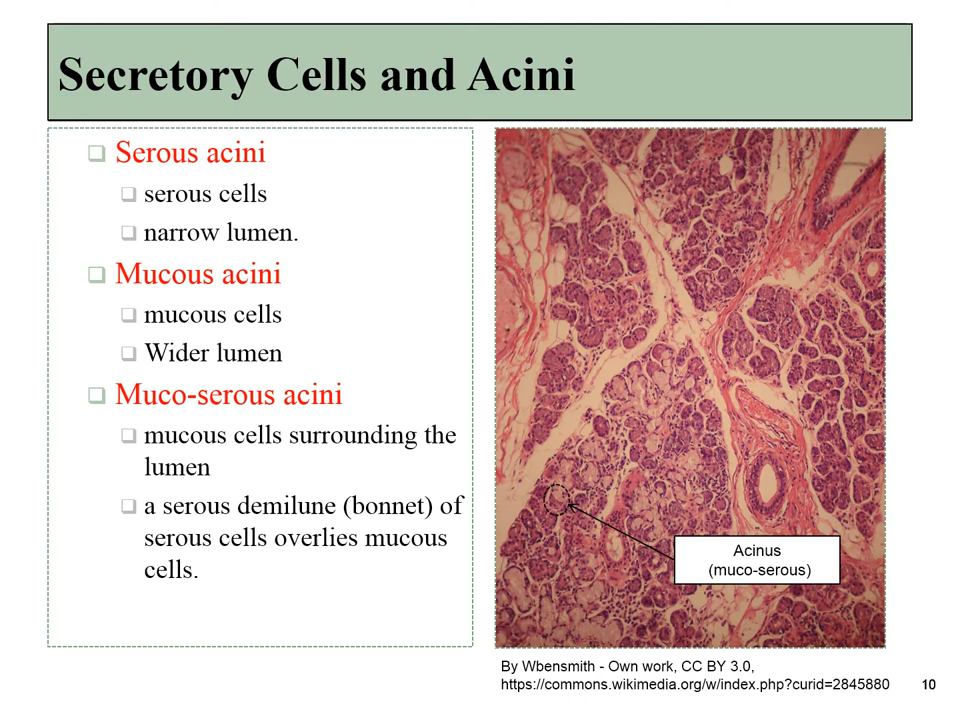 Secretory Cells and Acini
Serous acini
serous cells
narrow lumen.
Mucous acini
mucous cells
Wider lumen
Muco-serous acini
mucous cells surrounding the
lumen
a serous demilune (bonnet) of
serous cells overlies mucous
cells.
Acinus
(muco-serous)
By Wbensmith - Own work, CC BY 3.0,
https://commons.wikimedia.org/w/index.php?curid=2845880
10